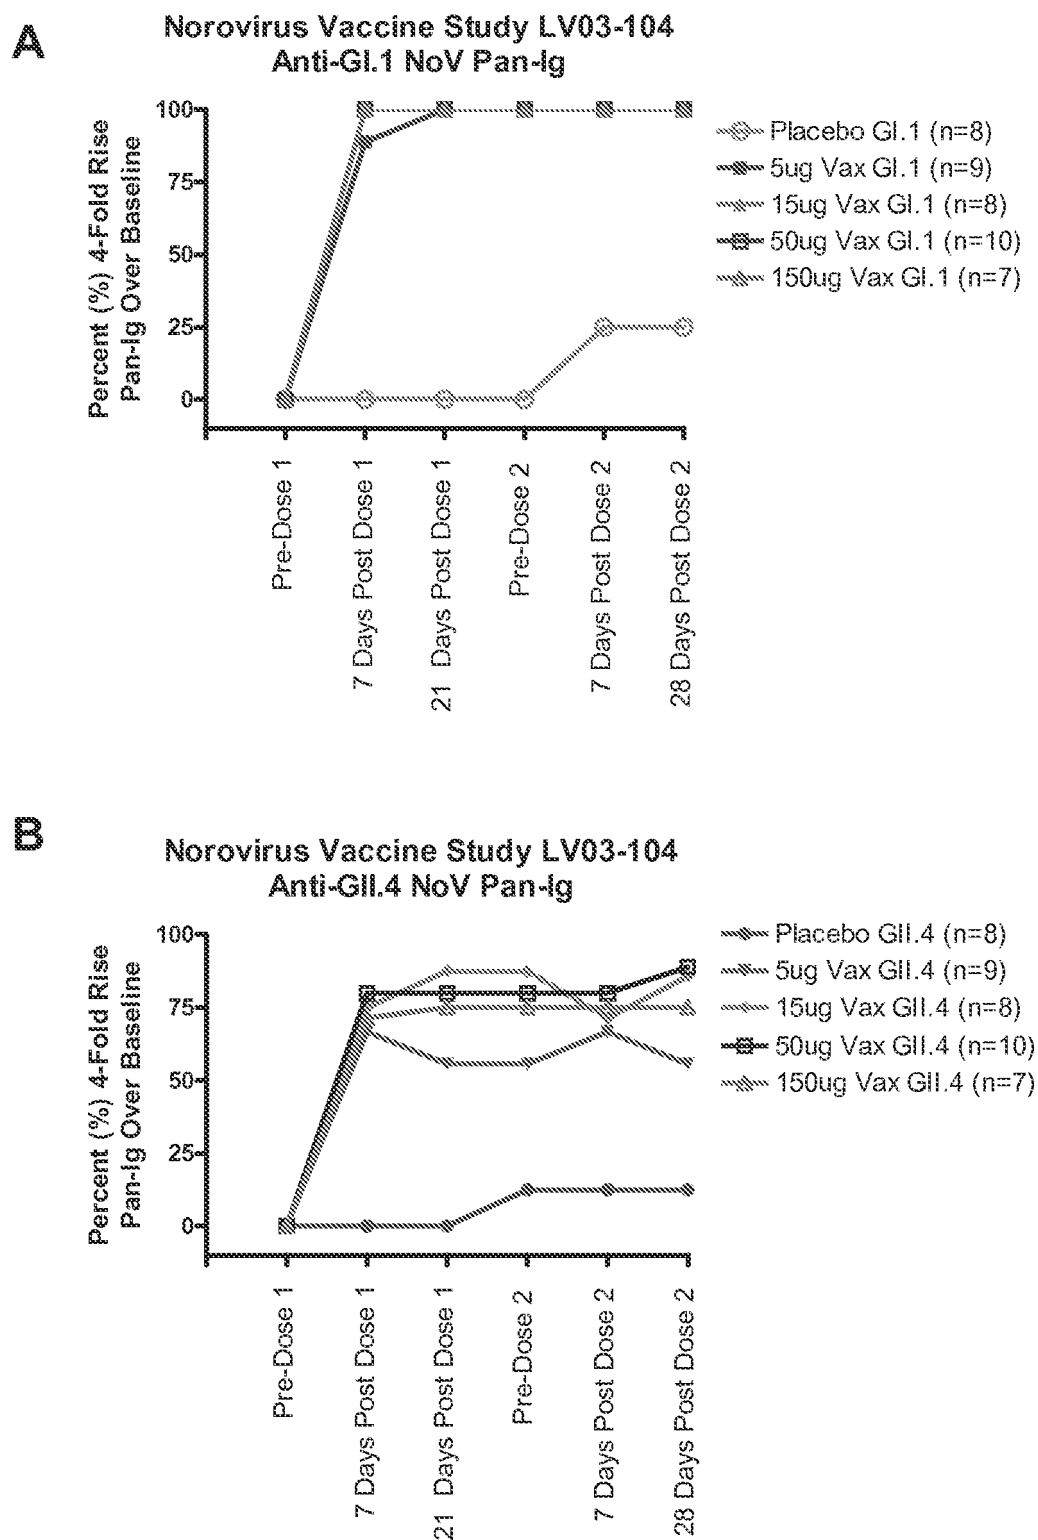 A
Norovirus Vaccine Study LV03-104
Anti-GI.1 NoV Pan-Ig
Percent (%) 4-Fold Rise
Pan-Ig Over Baseline
100
75
50
25
0
Placebo GI.1 (n=8)
5ug Vax GI.1 (n=9)
15ug Vax GI.1 (n=8)
50ug Vax GI.1 (n=10)
150ug Vax GI.1 (n=7)
Pre-Dose 1
7 Days Post Dose 1
21 Days Post Dose 1
Pre-Dose 2
7 Days Post Dose 2
28 Days Post Dose 2
B
Norovirus Vaccine Study LV03-104
Anti-GII.4 NoV Pan-Ig
Percent (%) 4-Fold Rise
Pan-Ig Over Baseline
100
75
50
25
0
Placebo GII.4 (n=8)
5ug Vax GII.4 (n=9)
15ug Vax GII.4 (n=8)
50ug Vax GII.4 (n=10)
150ug Vax GII.4 (n=7)
Pre-Dose 1
7 Days Post Dose 1
21 Days Post Dose 1
Pre-Dose 2
7 Days Post Dose 2
28 Days Post Dose 2